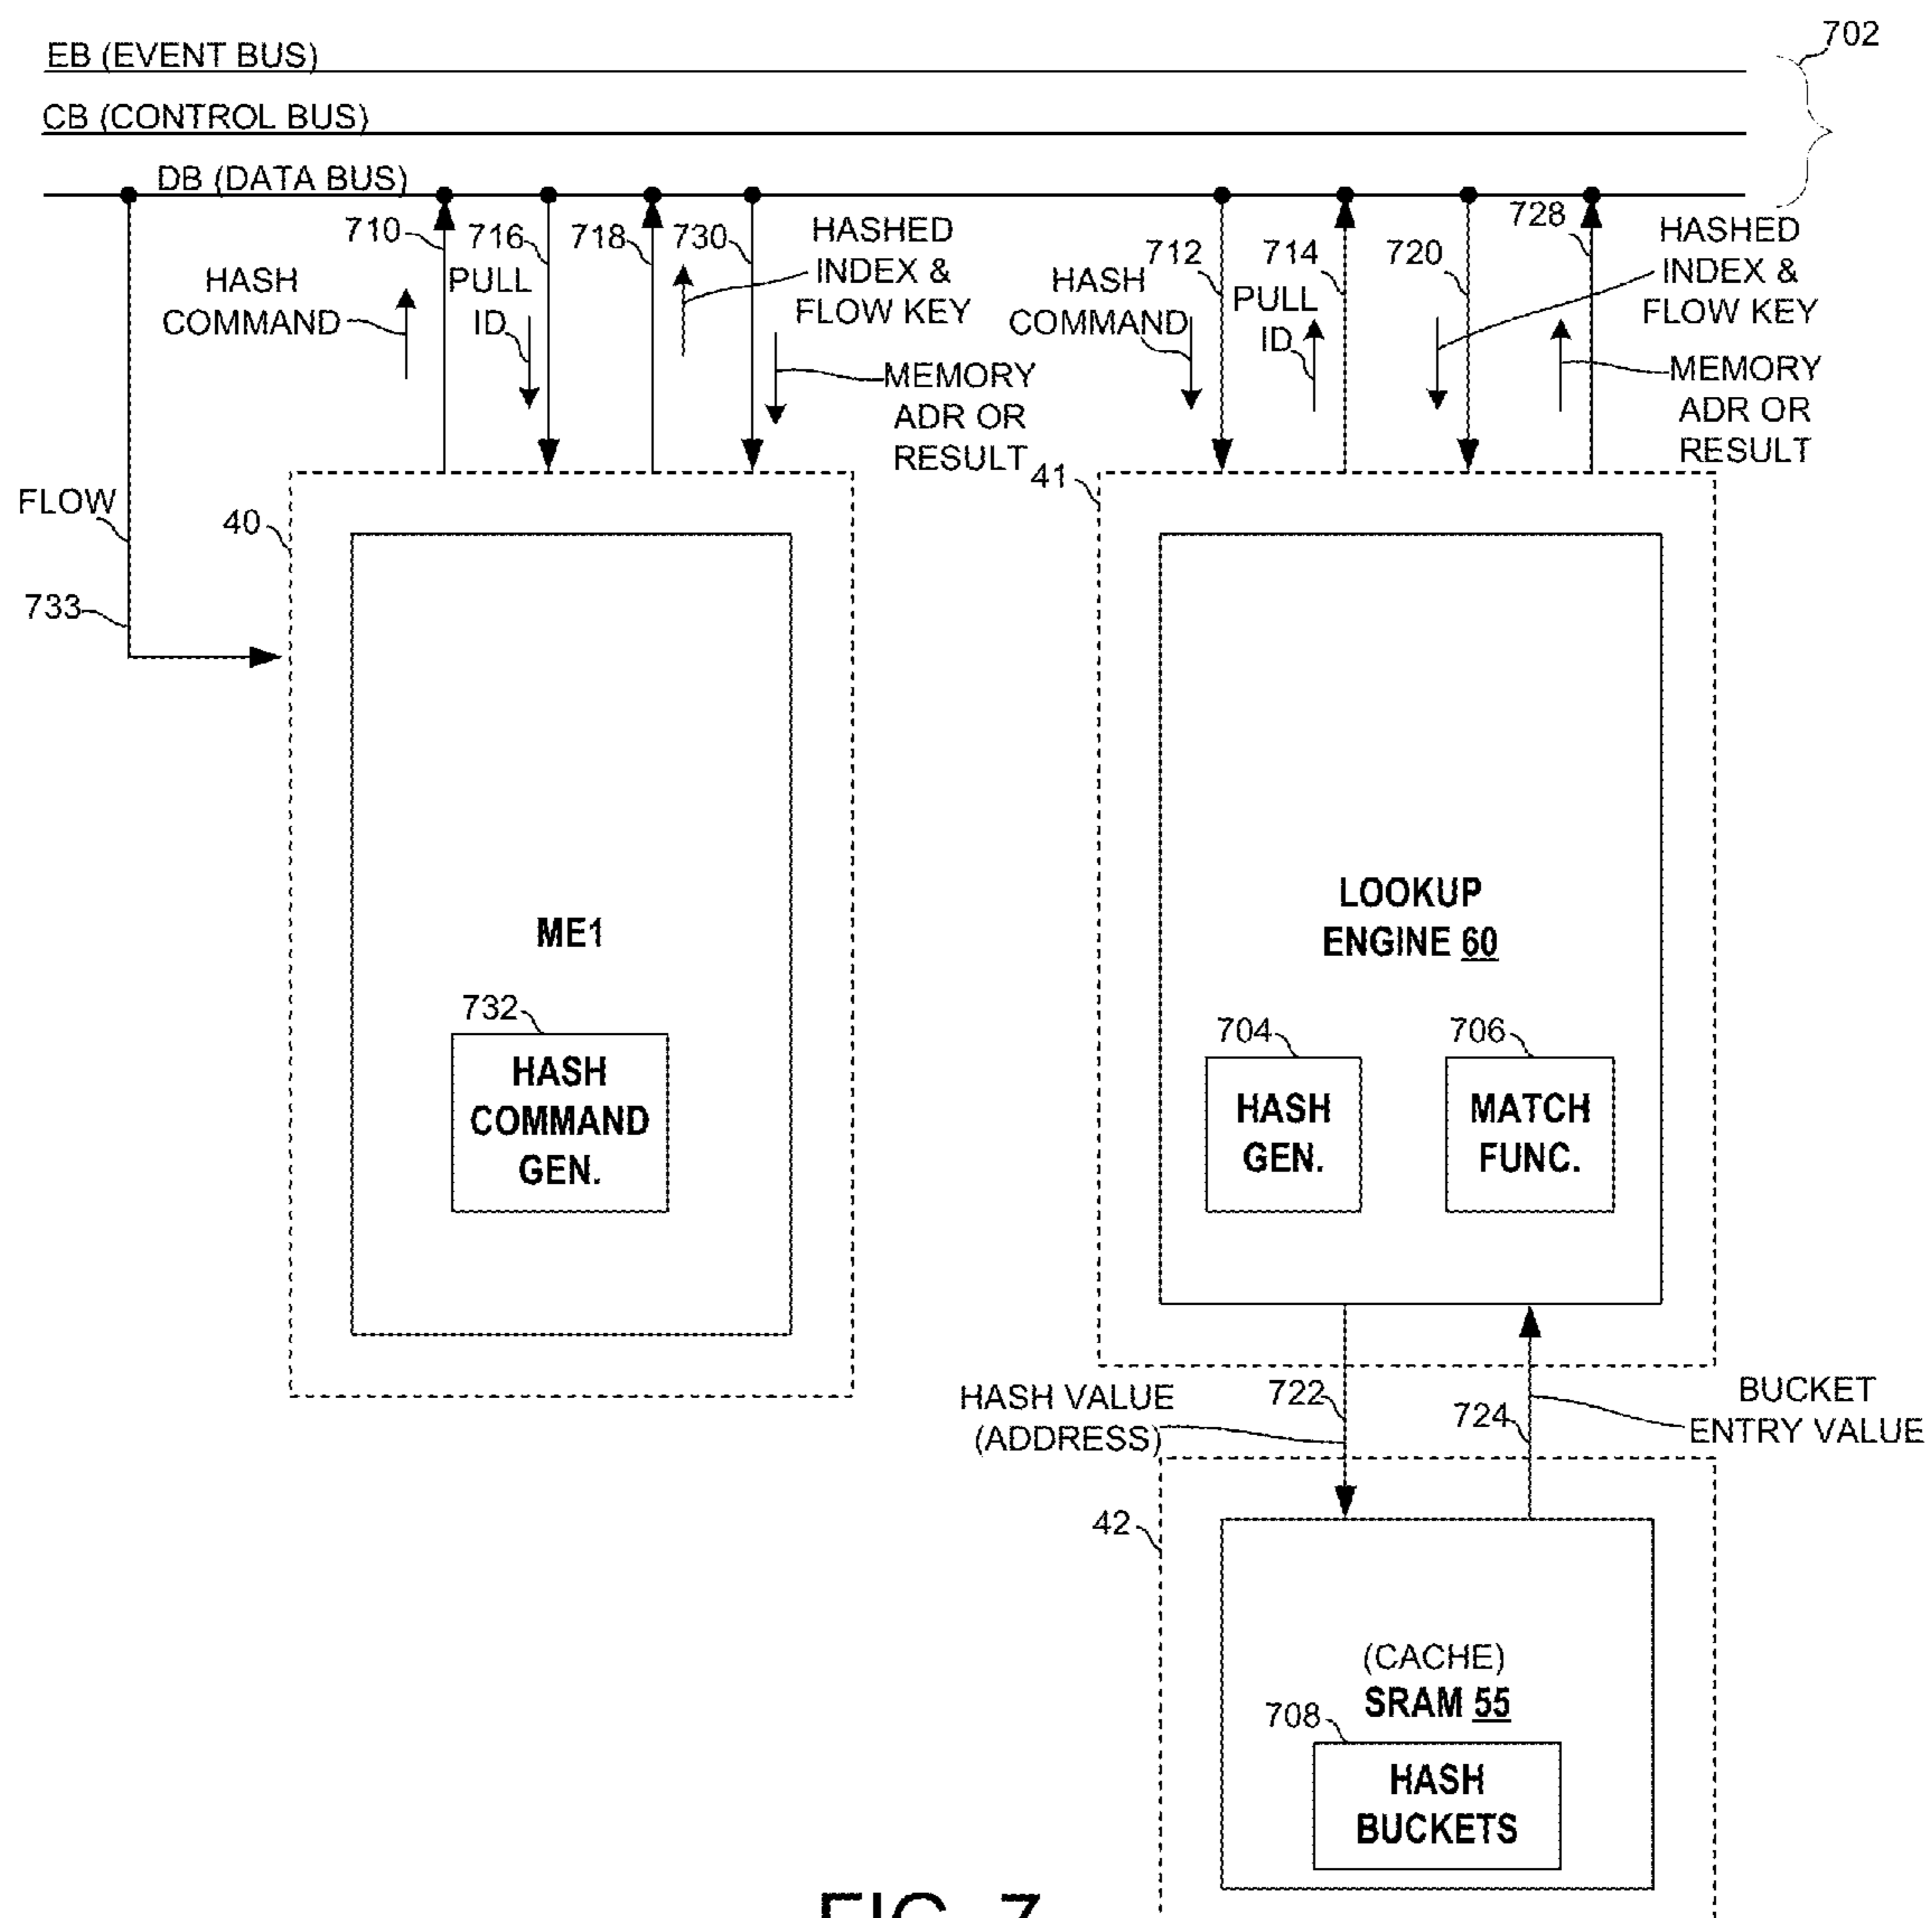 702
EB (EVENT BUS)
CB (CONTROL BUS)
DB (DATA BUS)
710
716
718
730
HASHED
INDEX &
FLOW KEY
HASH
COMMAND
PULL
ID
MEMORY
ADR OR
RESULT
712
714
720
728
HASHED
INDEX &
FLOW KEY
HASH
COMMAND
PULL
ID
MEMORY
ADR OR
RESULT
FLOW
733
40
41
ME1
732
HASH
COMMAND
GEN.
LOOKUP
ENGINE 60
704
HASH
GEN.
706
MATCH
FUNC.
HASH VALUE
(ADDRESS)
722
724
BUCKET
ENTRY VALUE
42
(CACHE)
SRAM 55
708
HASH
BUCKETS
FIG. 7